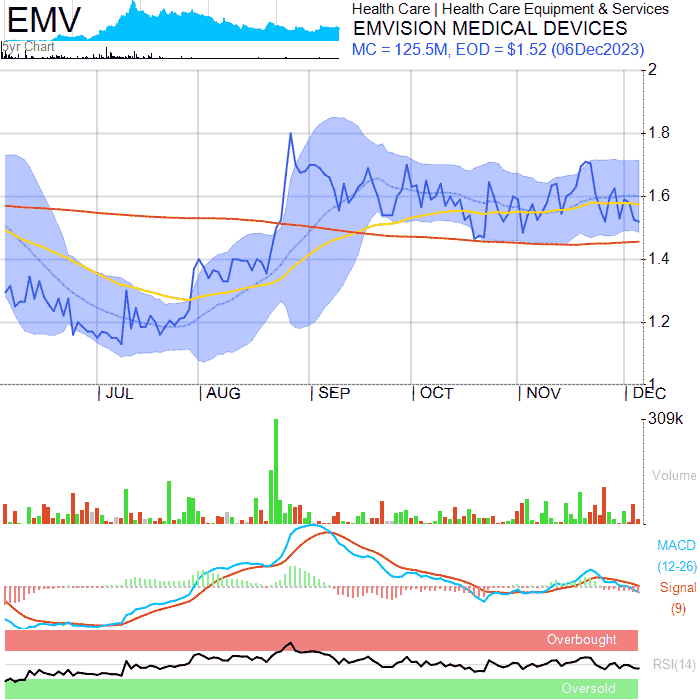 EMV
Health Care | Health Care Equipment & Services
EMVISION MEDICAL DEVICES
MC = 125.5M, EOD = $1.52 (06Dec2023)
5yr Chart
2
1.8
1.6
1.4
1.2
1
JUL
AUG
SEP
OCT
NOV
DEC
309k
Volume
MACD
(12-26)
Signal
(9)
Overbought
RSI(14)
Oversold